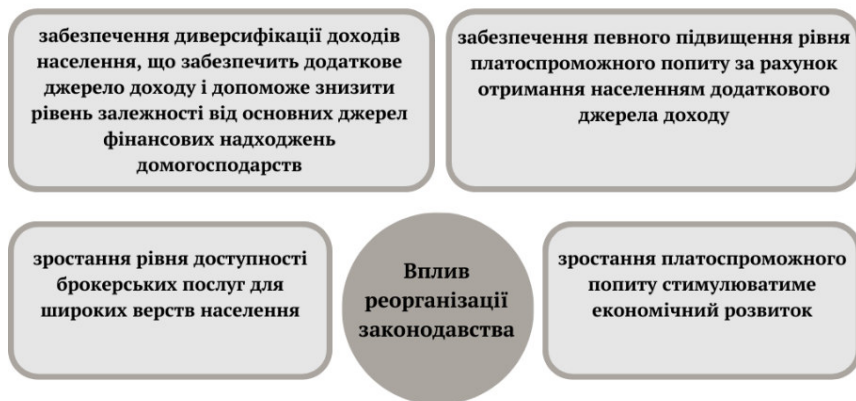 забезпечення диверсифікації доходів
населення, що забезпечить додаткове
джерело доходу і допоможе знизити
рівень залежності від основних джерел
фінансових надходжень
домогосподарств
забезпечення певного підвищення рівня
платоспроможного попиту за рахунок
отримання населенням додаткового
джерела доходу
зростання рівня доступності
брокерських послуг для
широких верств населення
Вплив
реорганізації
законодавства
зростання платоспроможного
попиту стимулюватиме
економічний розвиток